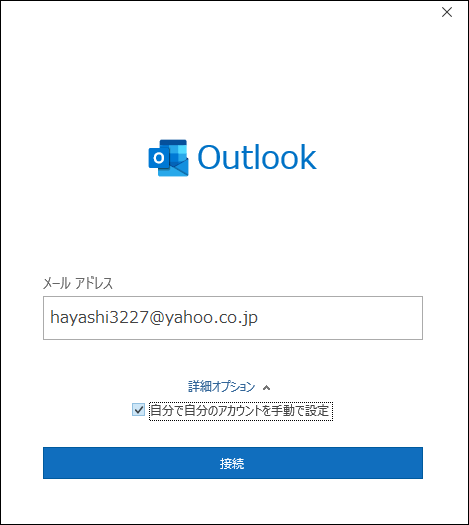 Outlook
メール アドレス
hayashi3227@yahoo.co.jp
詳細オプション
自分で自分のアカウントを手動で設定
接続